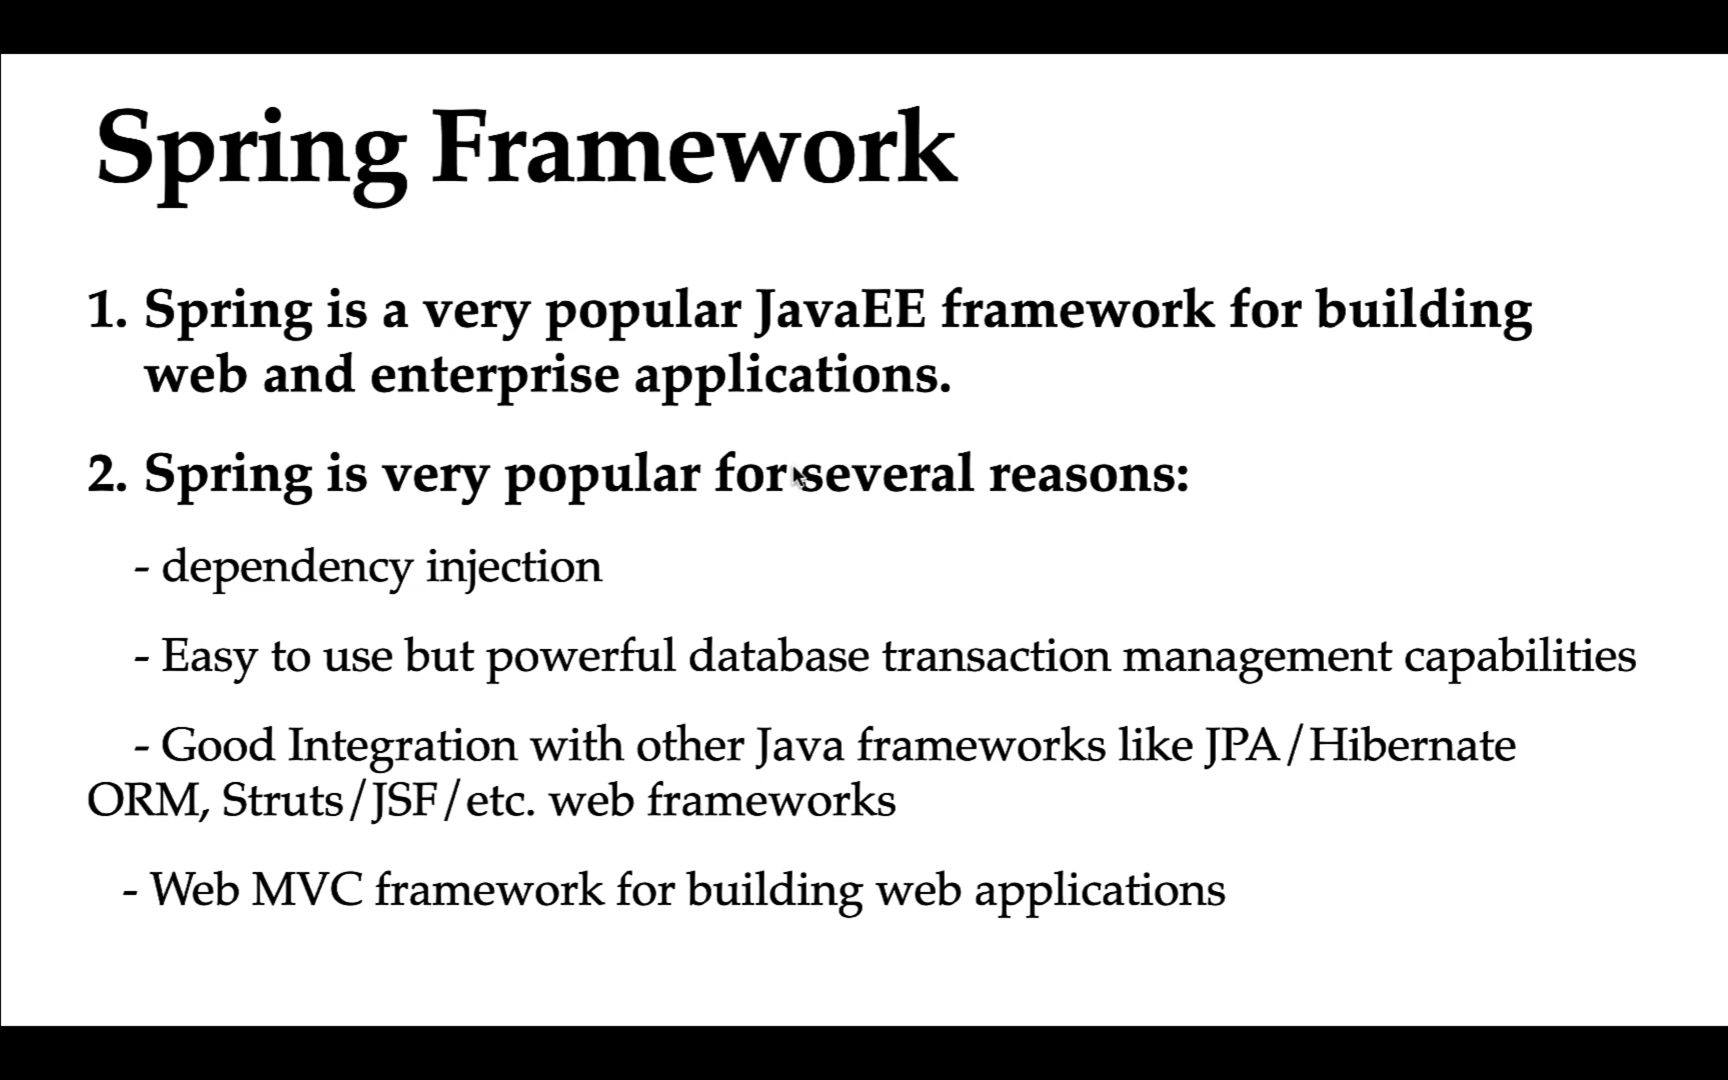 Spring Framework
1. Spring is a very popular JavaEE framework for building
web and enterprise applications.
2. Spring is very popular for several reasons:
- dependency injection
- Easy to use but powerful database transaction management capabilities
- Good Integration with other Java frameworks like JPA/Hibernate
ORM, Struts/JSF/etc. web frameworks
- Web MVC framework for building web applications